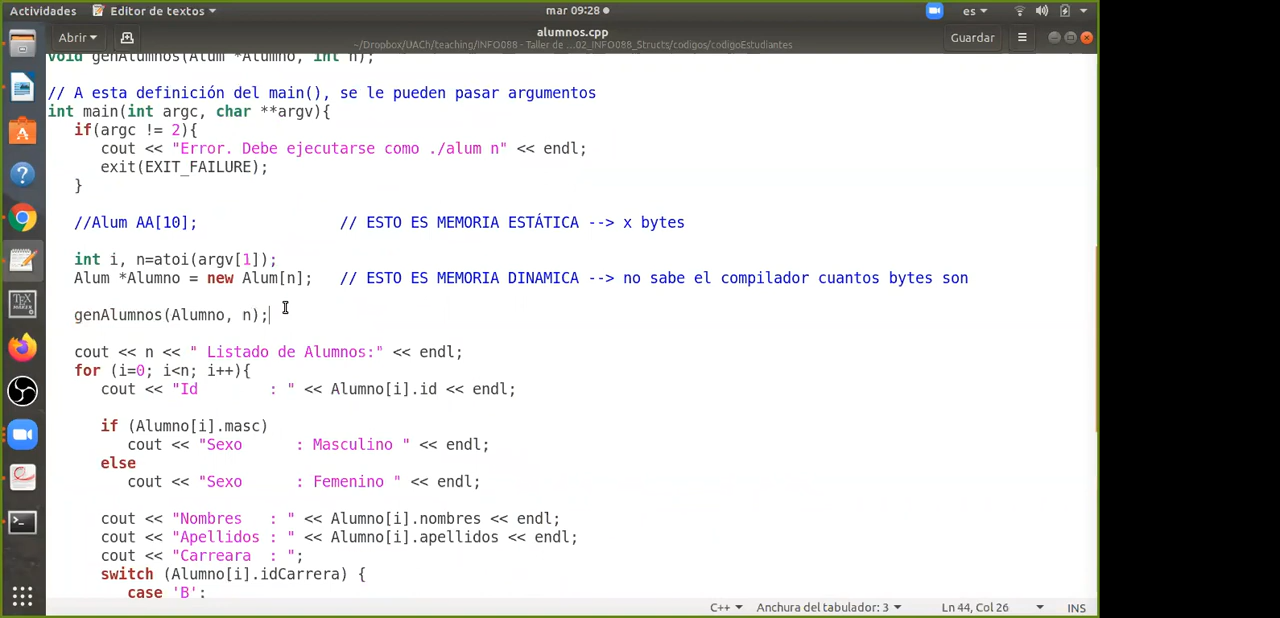 Actividades Editor de textos mar 09:28 es
Abrir alumnos.cpp Guardar
~/Dropbox/UACh/teaching/INFO088 - Taller de ...02_INFO088_Structs/codigos/codigoEstudiantes
void genAlumnos(Alum *Alumno, int n);
// A esta definición del main(), se le pueden pasar argumentos
int main(int argc, char **argv){
if(argc != 2){
cout << "Error. Debe ejecutarse como ./alum n" << endl;
exit(EXIT_FAILURE);
}
//Alum AA[10]; // ESTO ES MEMORIA ESTÁTICA --> x bytes
int i, n=atoi(argv[1]);
Alum *Alumno = new Alum[n]; // ESTO ES MEMORIA DINAMICA --> no sabe el compilador cuantos bytes son
genAlumnos(Alumno, n);
cout << n << " Listado de Alumnos:" << endl;
for (i=0; i<n; i++){
cout << "Id : " << Alumno[i].id << endl;
if (Alumno[i].masc)
cout << "Sexo : Masculino " << endl;
else
cout << "Sexo : Femenino " << endl;
cout << "Nombres : " << Alumno[i].nombres << endl;
cout << "Apellidos : " << Alumno[i].apellidos << endl;
cout << "Carreara : ";
switch (Alumno[i].idCarrera) {
case 'B':
C++ Anchura del tabulador: 3 Ln 44, Col 26 INS